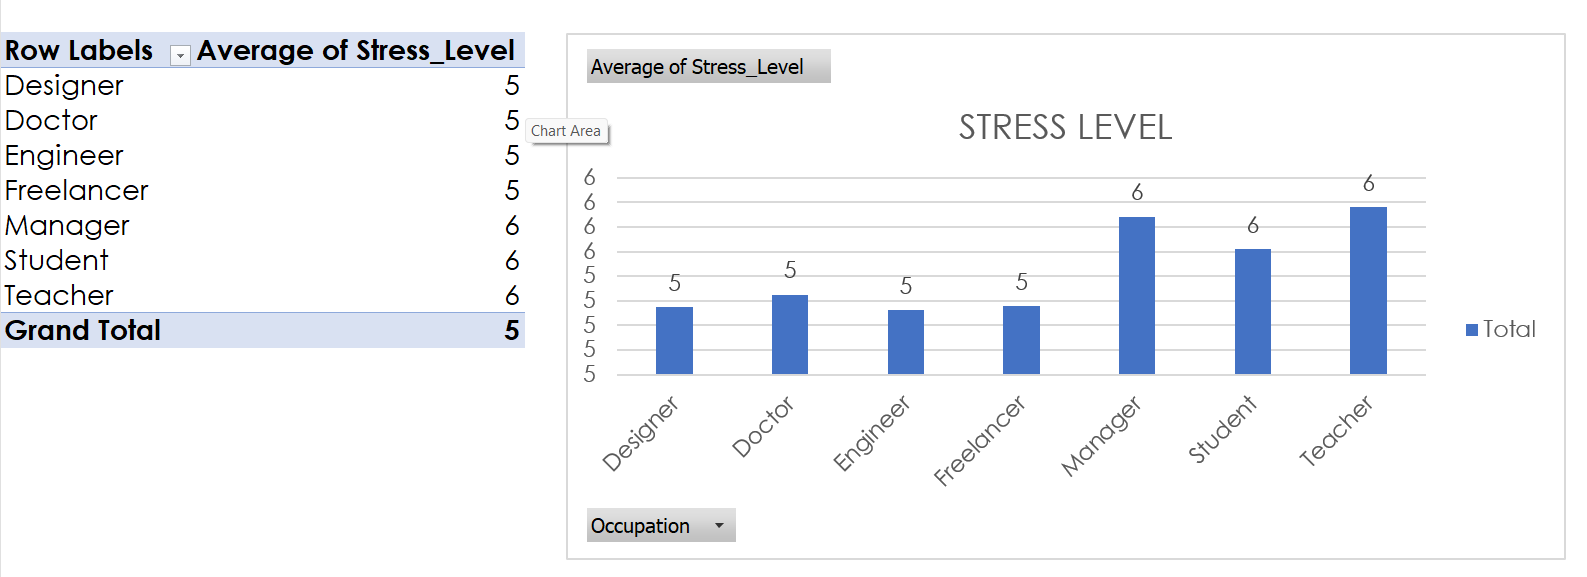 Row Labels Average of Stress_Level
Designer 5
Doctor 5
Engineer 5
Freelancer 5
Manager 6
Student 6
Teacher 6
Grand Total 5
Chart Area
Average of Stress_Level
STRESS LEVEL
6
6
6
6
5
5
5
5
5
5
5
5
5
6
6
6
Designer
Doctor
Engineer
Freelancer
Manager
Student
Teacher
Total
Occupation